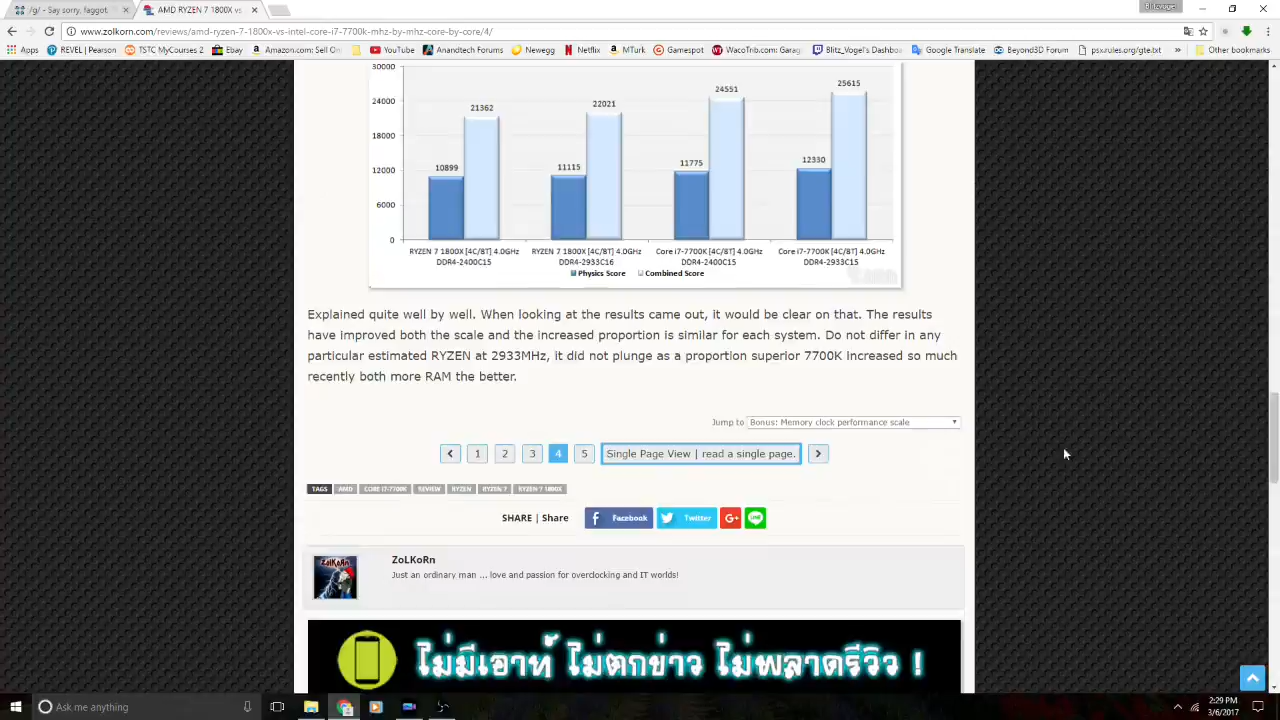 /g/ - Say sorry, faggot.
AMD RYZEN 7 1800X vs.
Blitzvogel
www.zolkorn.com/reviews/amd-ryzen-7-1800x-vs-intel-core-i7-7700k-mhz-by-mhz-core-by-core/4/
Apps Pandora REVEL | Pearson TSTC MyCourses 2 Ebay Amazon.com: Sell On YouTube Anandtech Forums Newegg Netflix MTurk Gamespot WacoTrib.com: Garag Blitz_Vogel's Dashbo Google Translate Beyond3D Forum psxrules.org/gte.txt » Other bookmarks
30000
24000
18000
12000
6000
0
10899 21362 11115 22021 11775 24551 12330 25615
RYZEN 7 1800X [4C/8T] 4.0GHz RYZEN 7 1800X [4C/8T] 4.0GHz Core i7-7700K [4C/8T] 4.0GHz Core i7-7700K [4C/8T] 4.0GHz
DDR4-2400C15 DDR4-2933C16 DDR4-2400C15 DDR4-2933C15
Physics Score Combined Score
Explained quite well by well. When looking at the results came out, it would be clear on that. The results
have improved both the scale and the increased proportion is similar for each system. Do not differ in any
particular estimated RYZEN at 2933MHz, it did not plunge as a proportion superior 7700K increased so much
recently both more RAM the better.
Jump to Bonus: Memory clock performance scale
1 2 3 4 5 Single Page View | read a single page.
TAGS AMD CORE I7-7700K REVIEW RYZEN RYZEN 7 RYZEN 7 1800X
SHARE | Share Facebook Twitter G+ LINE
ZoLKoRn
Just an ordinary man ... love and passion for overclocking and IT worlds!
ไม่มีเอาท์ ไม่ตกข่าว ไม่พลาดรีวิว !
Ask me anything
2:29 PM
3/6/2017